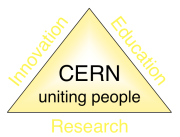 Innovation
Education
CERN
uniting people
Research